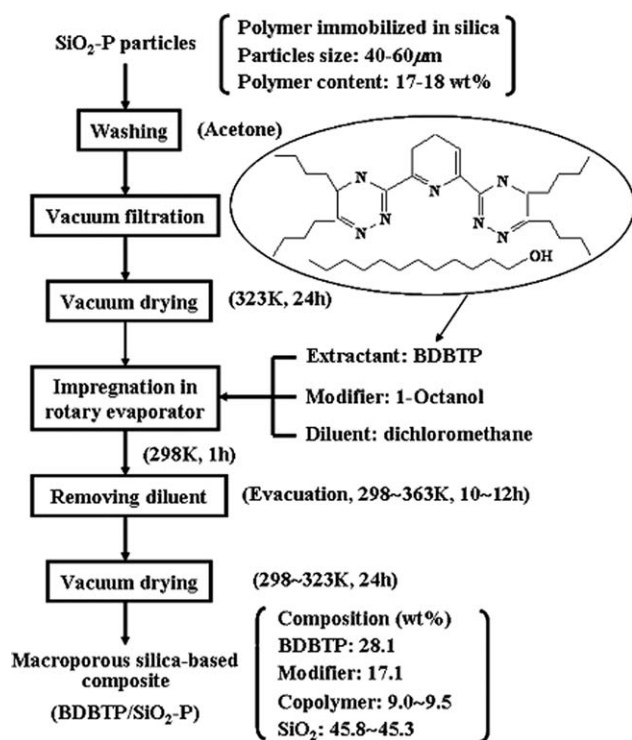 SiO₂-P particles
Polymer immobilized in silica
Particles size: 40-60μm
Polymer content: 17-18 wt%
Washing
(Acetone)
N
N
N
N
N
N
N
OH
Vacuum filtration
Vacuum drying
(323K, 24h)
Extractant: BDBTP
Impregnation in
rotary evaporator
Modifier: 1-Octanol
Diluent: dichloromethane
(298K, 1h)
Removing diluent
(Evacuation, 298~363K, 10~12h)
Vacuum drying
(298~323K, 24h)
Macroporous silica-based
composite
(BDBTP/SiO₂-P)
Composition (wt%)
BDBTP: 28.1
Modifier: 17.1
Copolymer: 9.0~9.5
SiO₂: 45.8~45.3